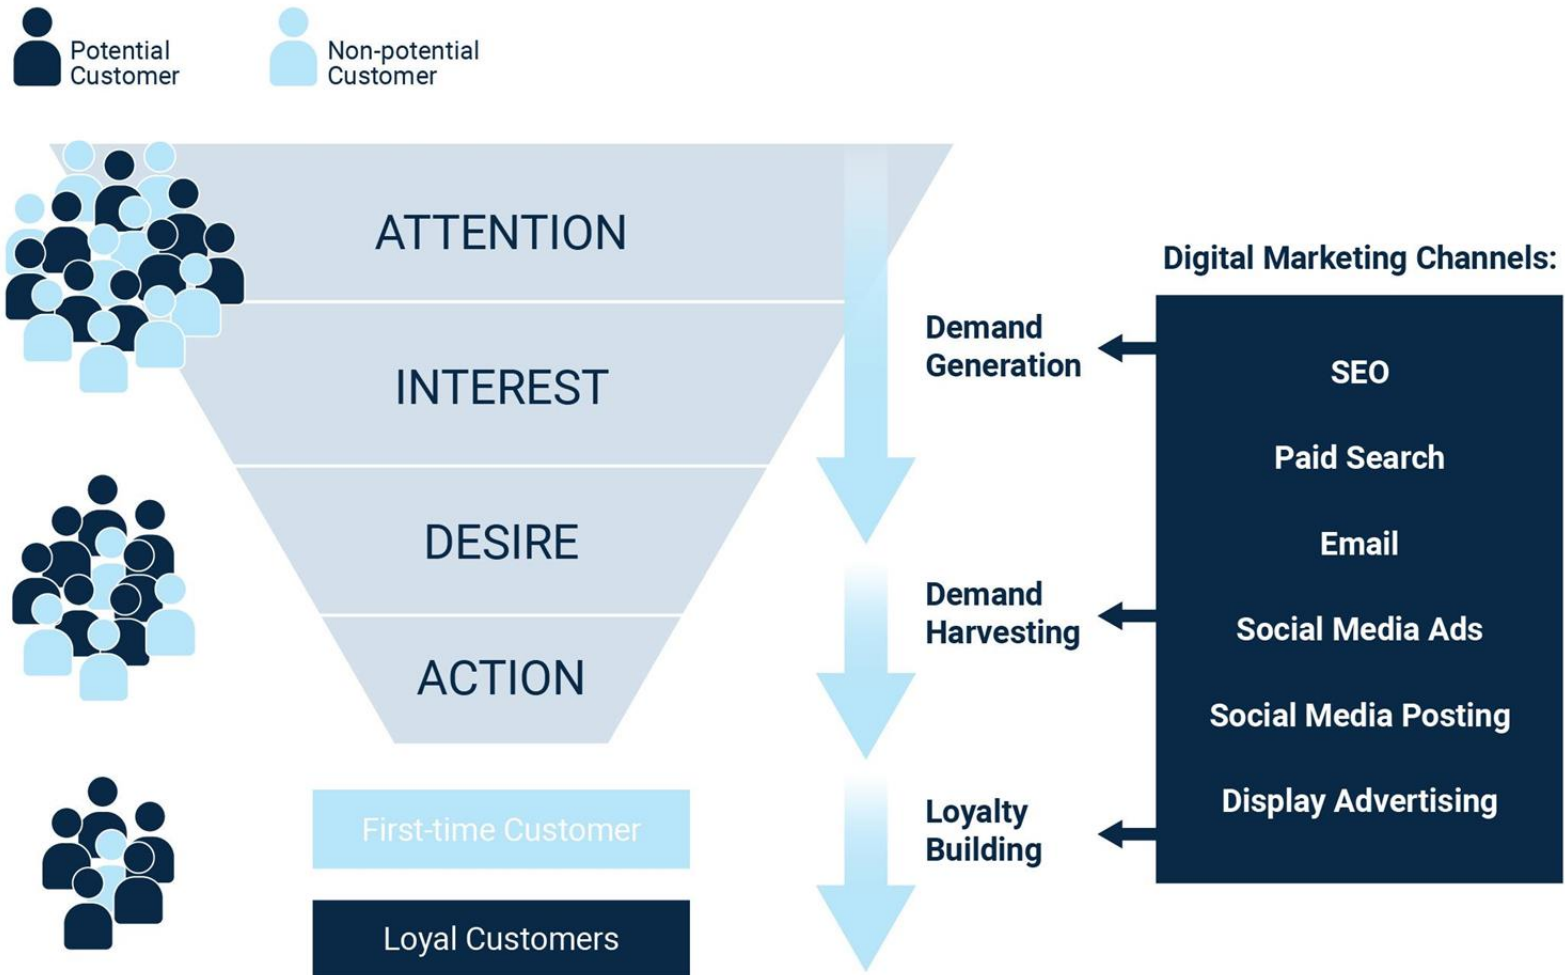 Potential
Customer
Non-potential
Customer
ATTENTION
INTEREST
DESIRE
ACTION
First-time Customer
Loyal Customers
Demand
Generation
Demand
Harvesting
Loyalty
Building
Digital Marketing Channels:
SEO
Paid Search
Email
Social Media Ads
Social Media Posting
Display Advertising